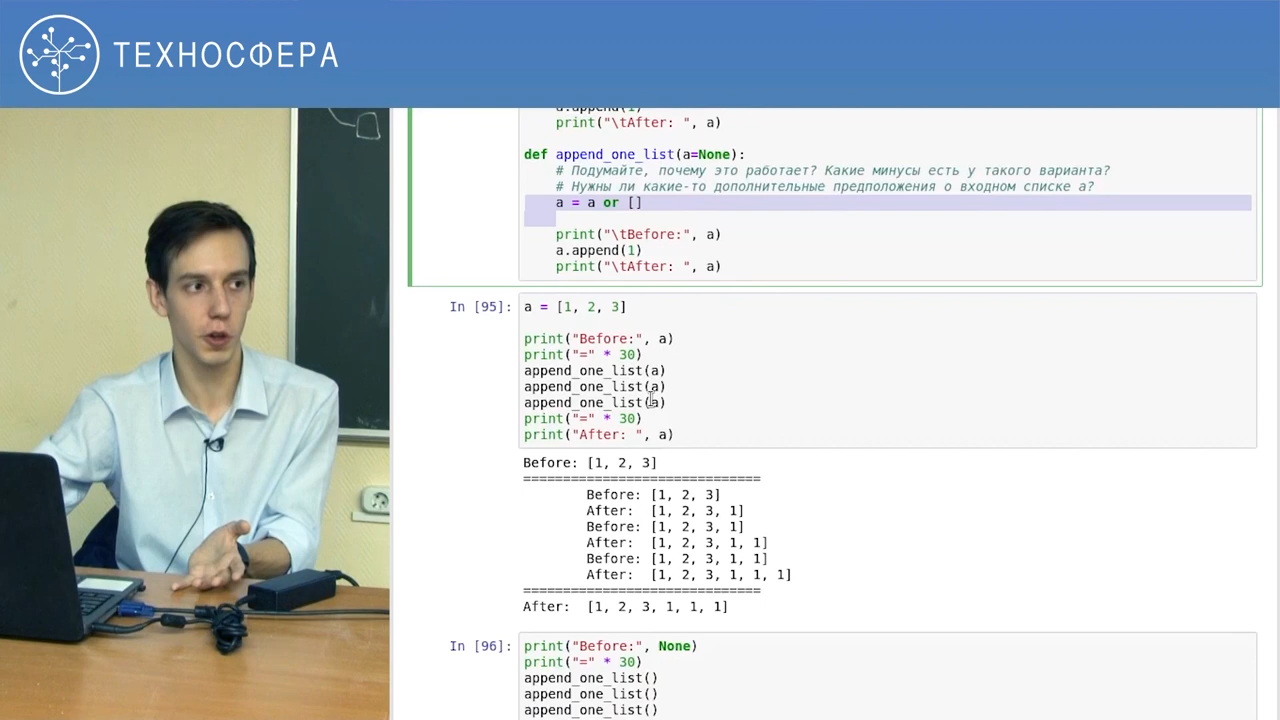 ТЕХНОСФЕРА
a.append(1)
    print("\tAfter: ", a)
def append_one_list(a=None):
    # Подумайте, почему это работает? Какие минусы есть у такого варианта?
    # Нужны ли какие-то дополнительные предположения о входном списке a?
    a = a or []
    print("\tBefore:", a)
    a.append(1)
    print("\tAfter: ", a)
In [95]: a = [1, 2, 3]
print("Before:", a)
print("=" * 30)
append_one_list(a)
append_one_list(a)
append_one_list(a)
print("=" * 30)
print("After: ", a)
Before: [1, 2, 3]
==============================
        Before: [1, 2, 3]
        After:  [1, 2, 3, 1]
        Before: [1, 2, 3, 1]
        After:  [1, 2, 3, 1, 1]
        Before: [1, 2, 3, 1, 1]
        After:  [1, 2, 3, 1, 1, 1]
==============================
After:  [1, 2, 3, 1, 1, 1]
In [96]: print("Before:", None)
print("=" * 30)
append_one_list()
append_one_list()
append_one_list()